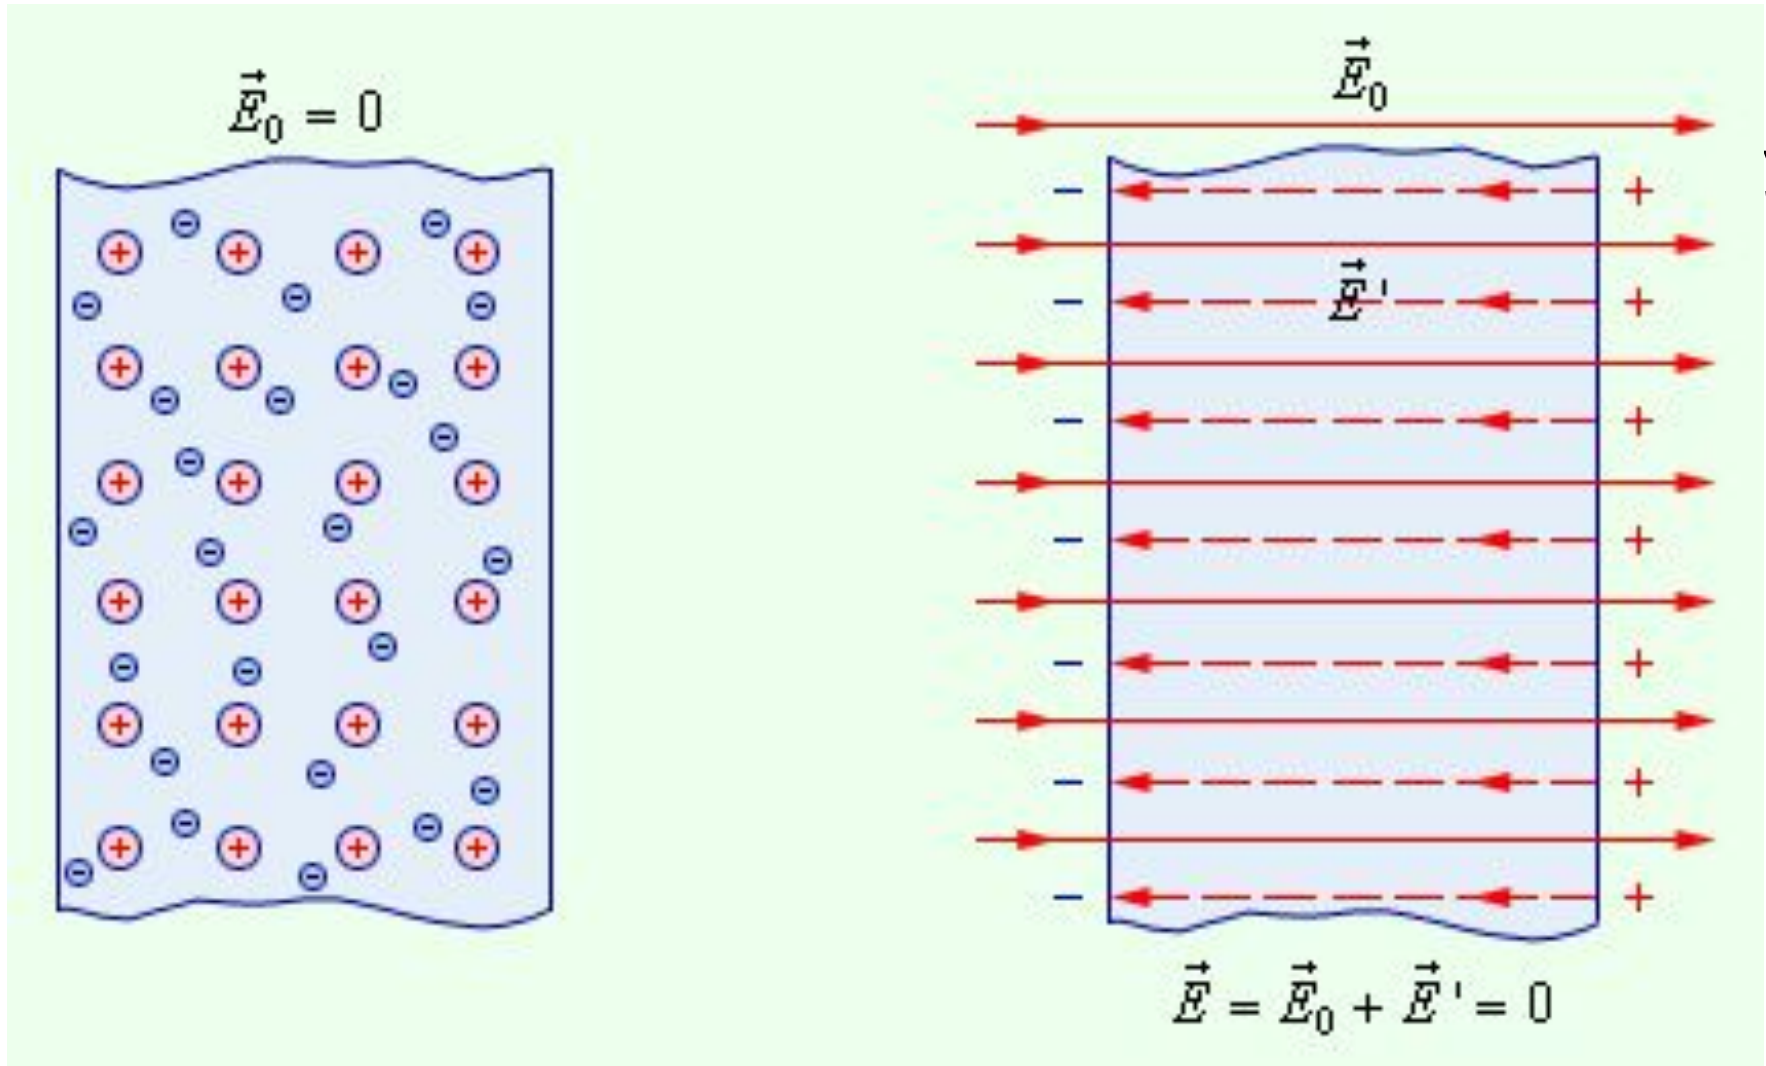 E⃗₀ = 0
E⃗₀
E⃗'
E⃗ = E⃗₀ + E⃗' = 0